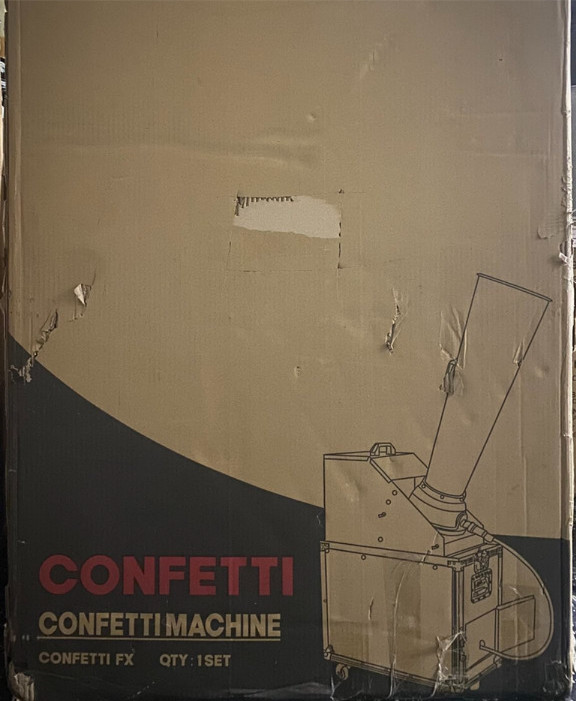 CONFETTI
CONFETTI MACHINE
CONFETTI FX QTY : 1 SET